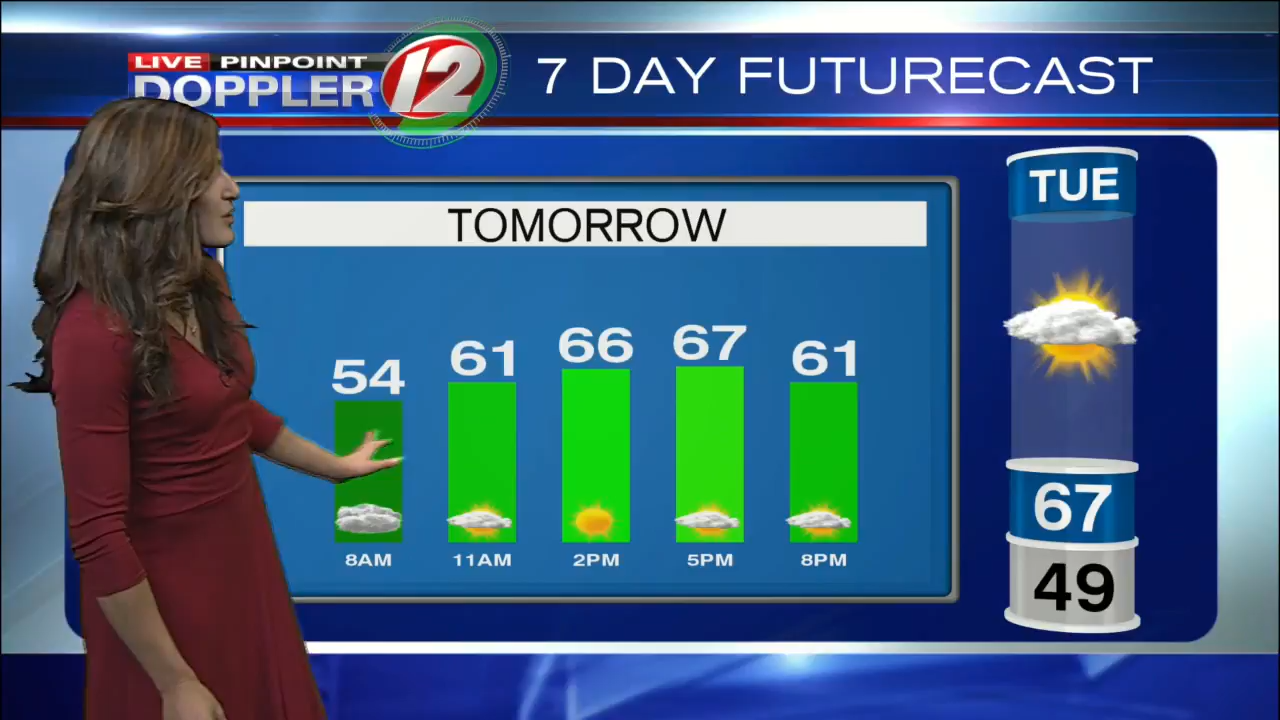 LIVE PINPOINT
DOPPLER 12
7 DAY FUTURECAST
TOMORROW
TUE
54 61 66 67 61
8AM 11AM 2PM 5PM 8PM
67
49